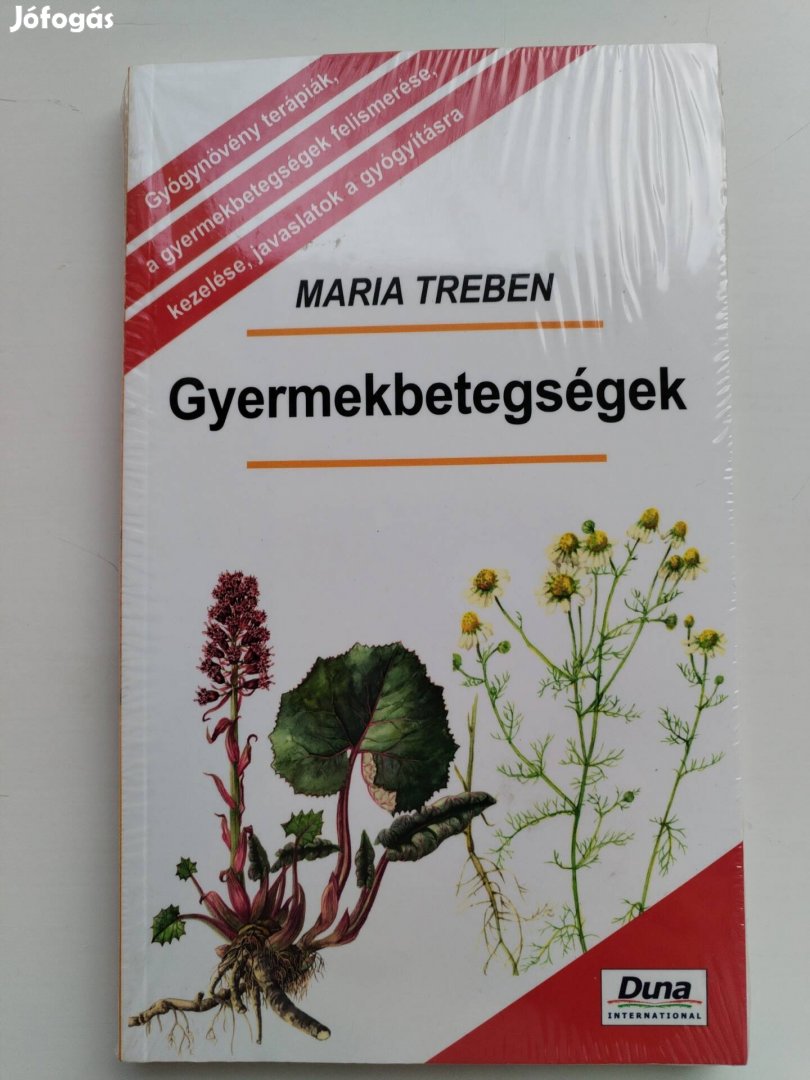 Jófogás
Gyógynövény terápiák,
a gyermekbetegségek felismerése,
kezelése, javaslatok a gyógyításra
MARIA TREBEN
Gyermekbetegségek
Duna
INTERNATIONAL